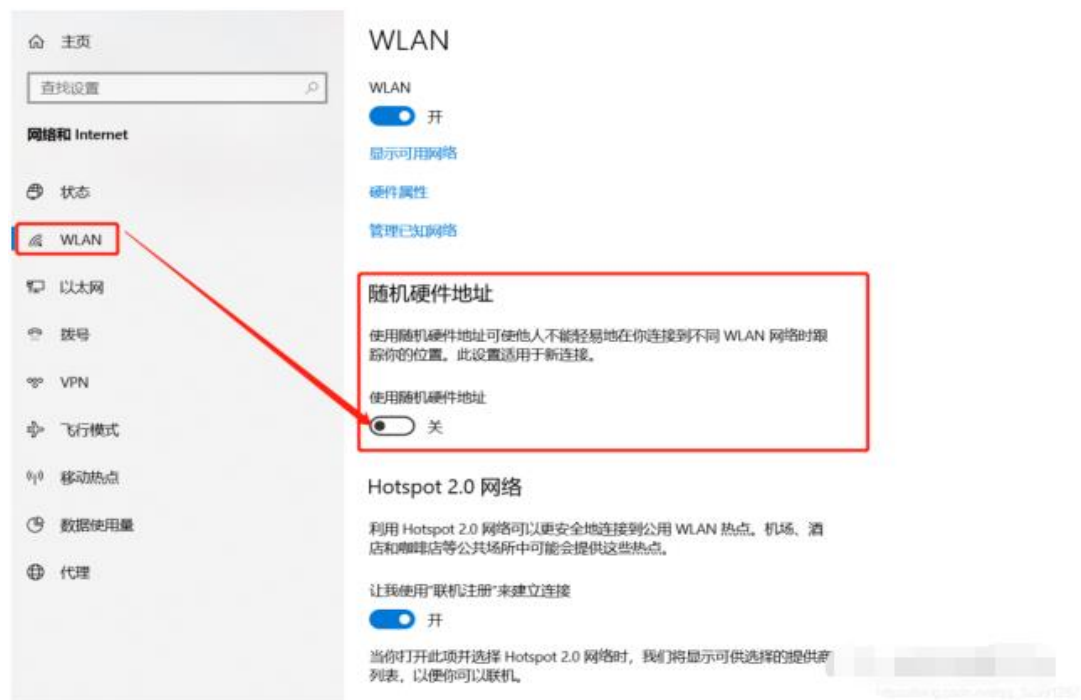 主页
查找设置
网络和 Internet
状态
WLAN
以太网
拨号
VPN
飞行模式
移动热点
数据使用量
代理
WLAN
WLAN
开
显示可用网络
硬件属性
管理已知网络
随机硬件地址
使用随机硬件地址可使他人不能轻易地在你连接到不同 WLAN 网络时跟
踪你的位置。此设置适用于新连接。
使用随机硬件地址
关
Hotspot 2.0 网络
利用 Hotspot 2.0 网络可以更安全地连接到公用 WLAN 热点。机场、酒
店和咖啡店等公共场所中可能会提供这些热点。
让我使用"联机注册"来建立连接
开
当你打开此项并选择 Hotspot 2.0 网络时，我们将显示可供选择的提供商
列表，以便你可以联机。